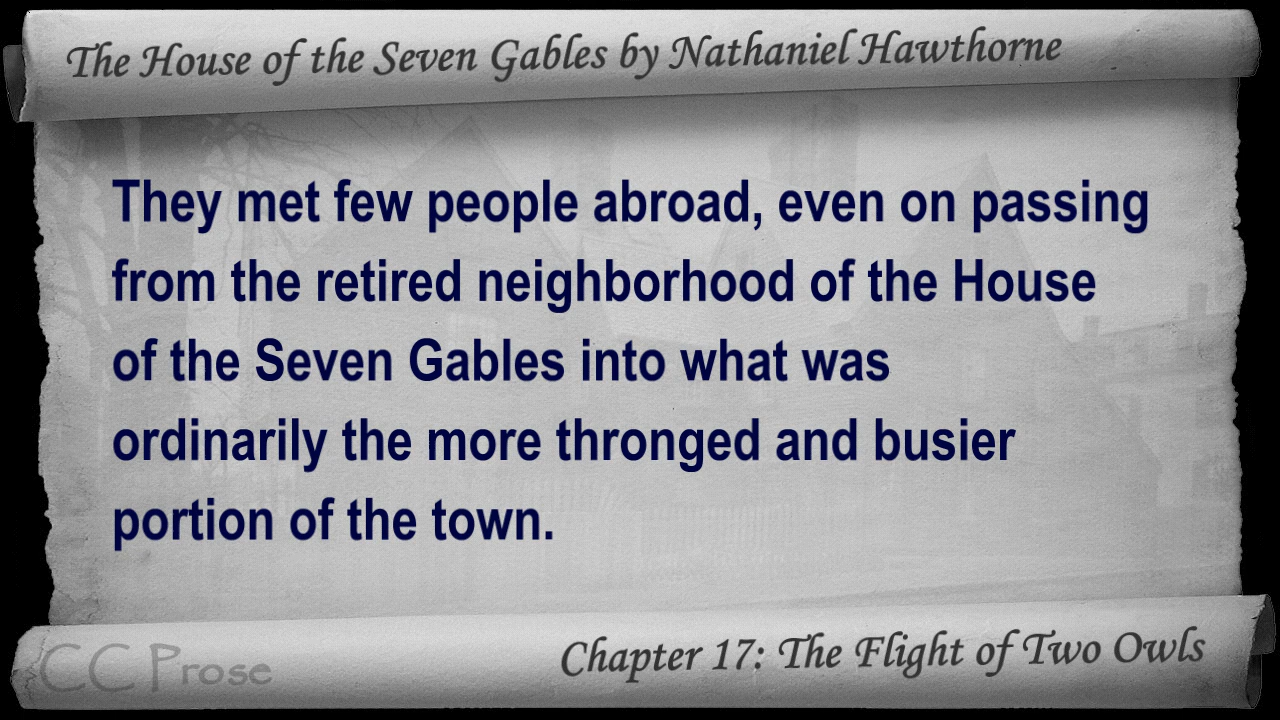 The House of the Seven Gables by Nathaniel Hawthorne
They met few people abroad, even on passing
from the retired neighborhood of the House
of the Seven Gables into what was
ordinarily the more thronged and busier
portion of the town.
CC Prose
Chapter 17: The Flight of Two Owls